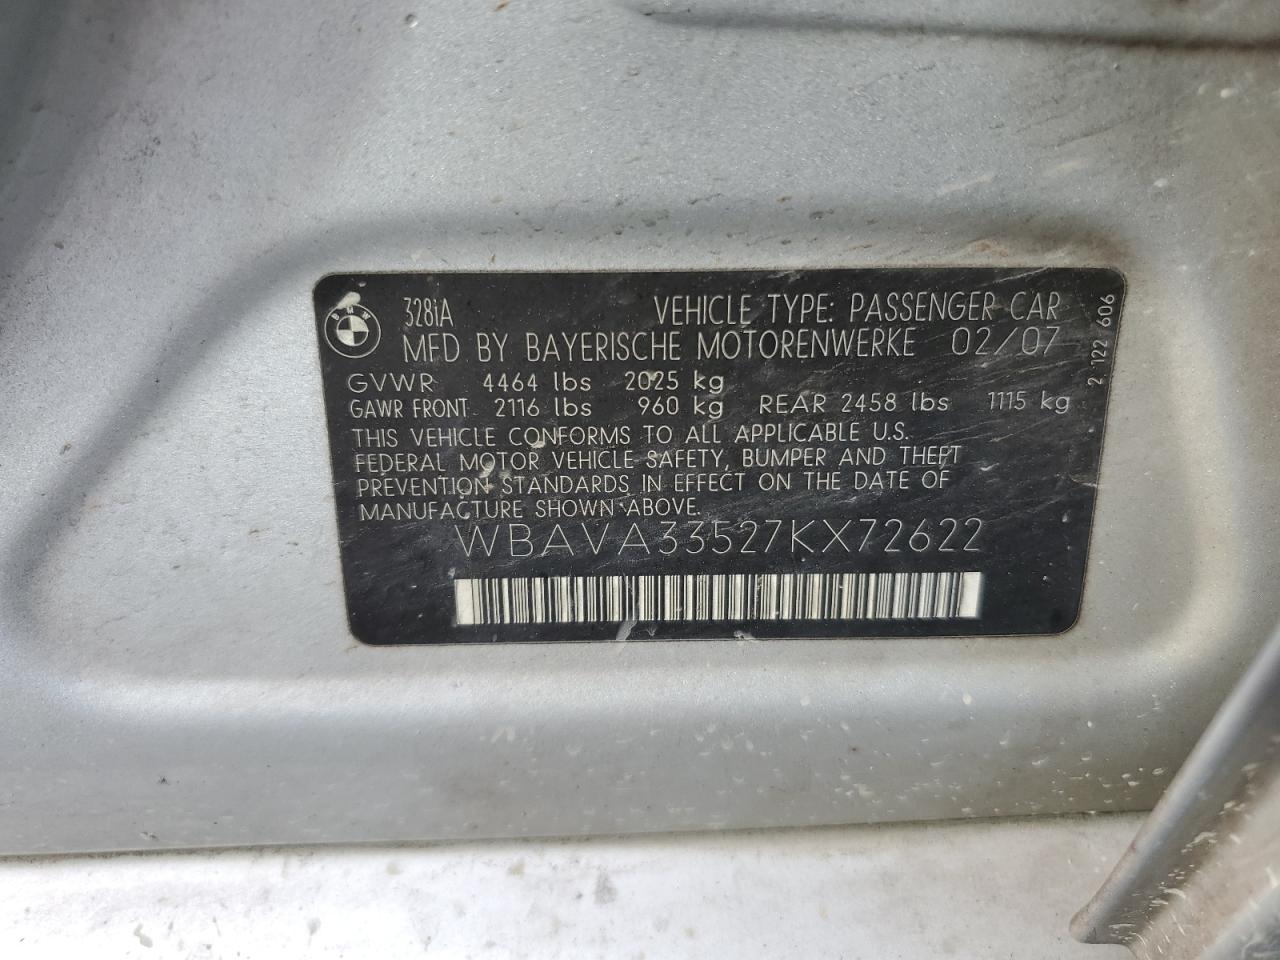 BMW
328iA VEHICLE TYPE: PASSENGER CAR
MFD BY BAYERISCHE MOTORENWERKE 02/07
GVWR 4464 lbs 2025 kg
GAWR FRONT 2116 lbs 960 kg REAR 2458 lbs 1115 kg
THIS VEHICLE CONFORMS TO ALL APPLICABLE U.S.
FEDERAL MOTOR VEHICLE SAFETY, BUMPER AND THEFT
PREVENTION STANDARDS IN EFFECT ON THE DATE OF
MANUFACTURE SHOWN ABOVE.
WBAVA33527KX72622
2 122 606